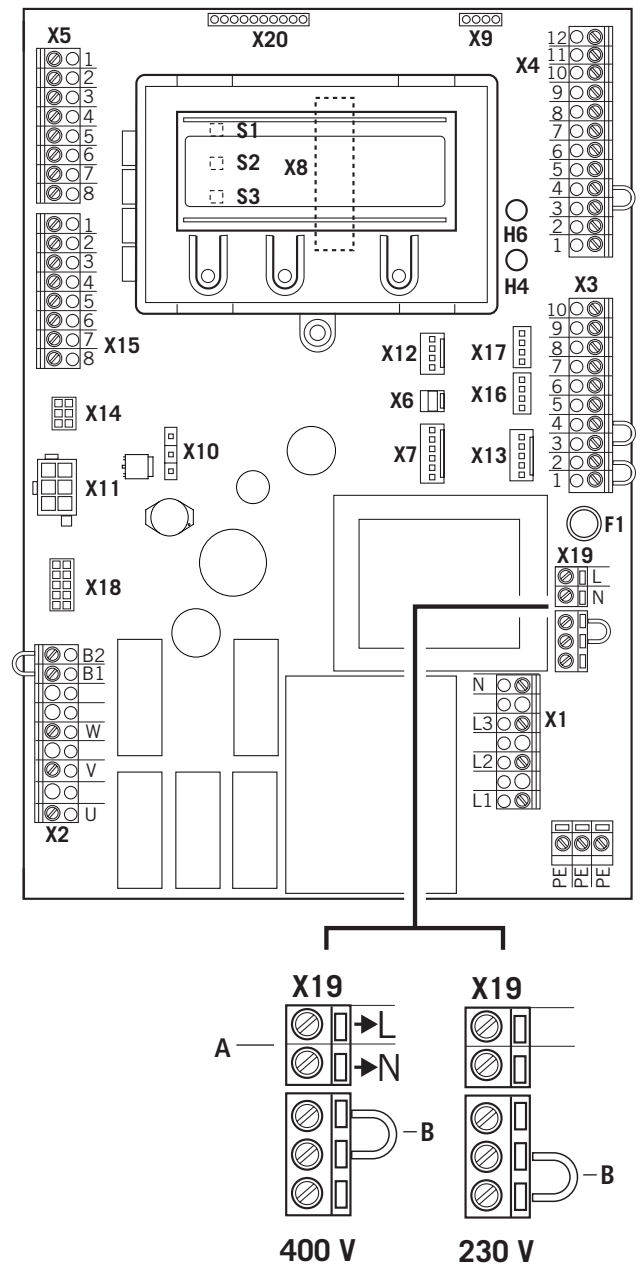 X5
X20
X9
1
2
3
4
5
6
7
8
X4
12
11
10
9
8
7
6
5
4
3
2
1
S1
S2
S3
X8
H6
H4
1
2
3
4
5
6
7
8
X15
X3
10
9
8
7
6
5
4
3
2
1
X12
X17
X6
X16
X7
X13
X14
X10
X11
X18
F1
X19
L
N
B2
B1
W
V
U
X2
N
L3
L2
L1
X1
PE PE PE
X19 X19
A
L
N
B B
400 V 230 V